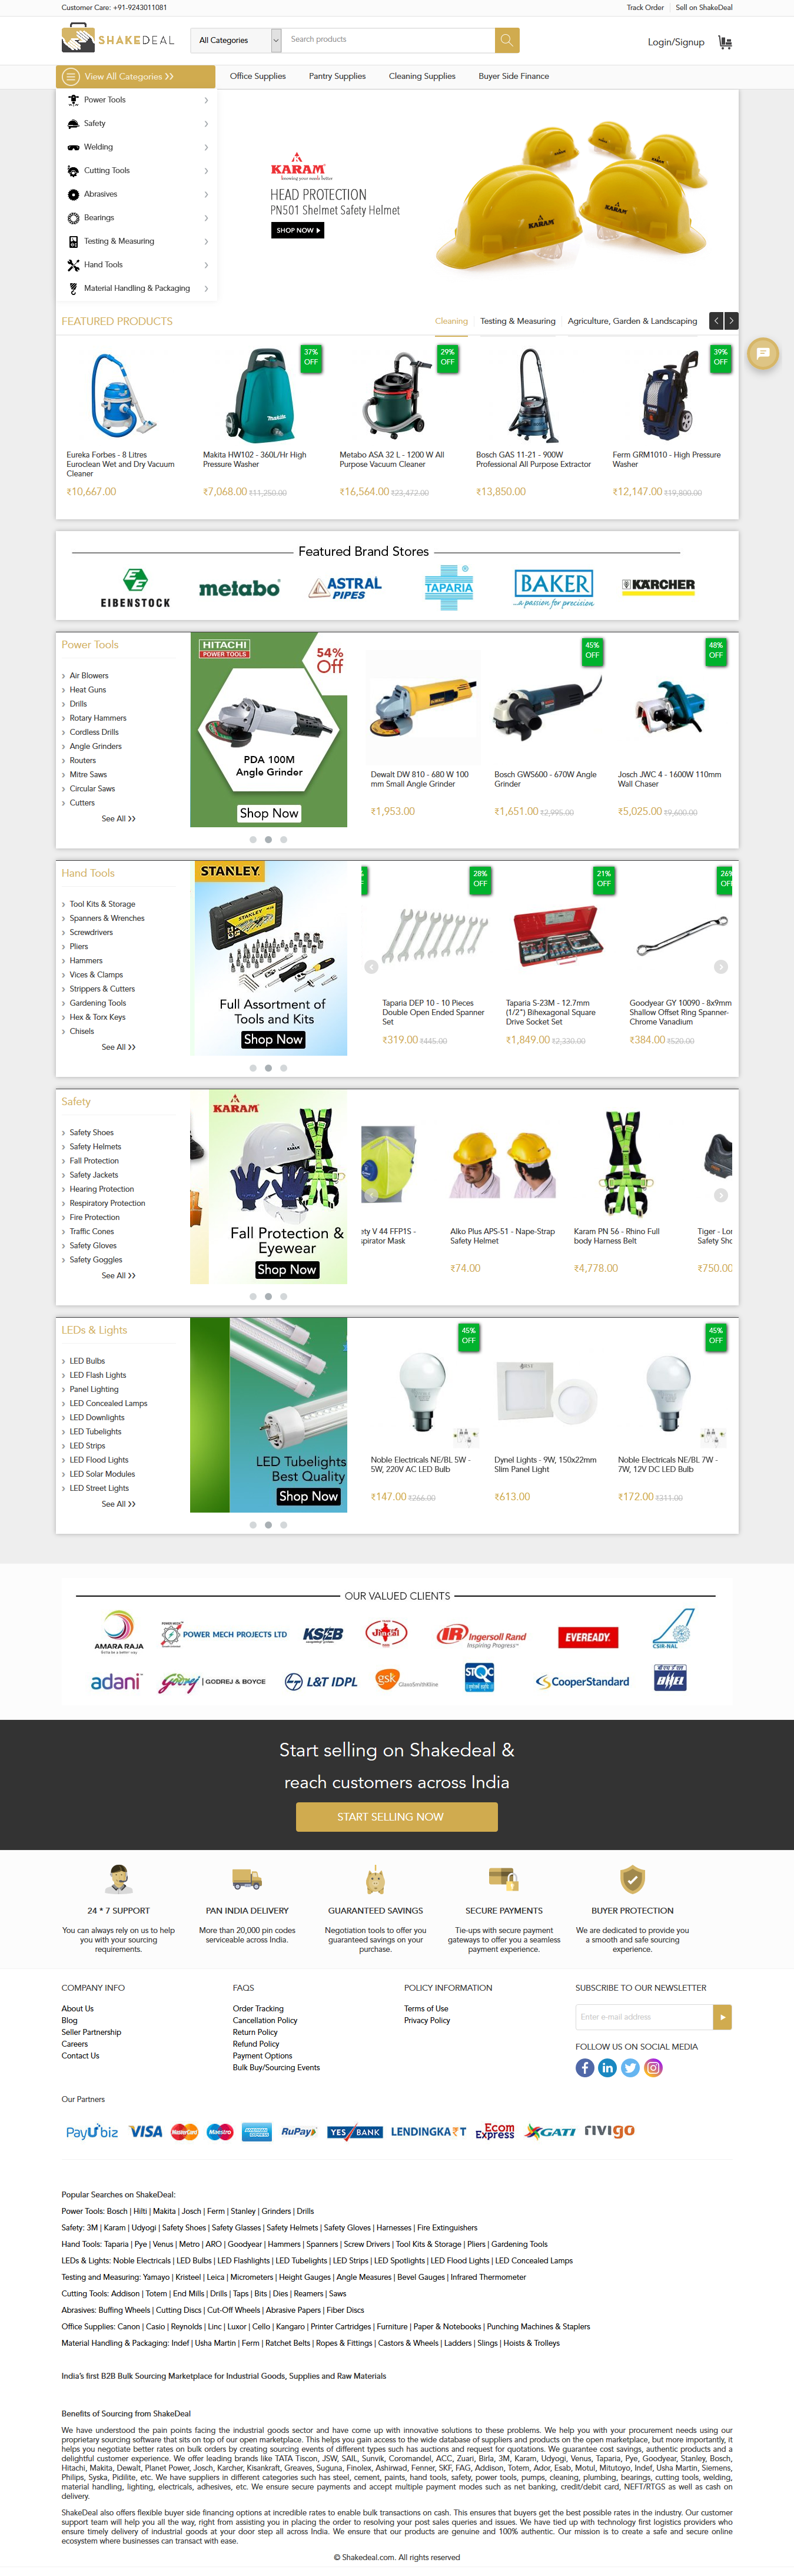 Customer Care: +91-9243011081
Track Order
Sell on ShakeDeal
SHAKEDEAL
All Categories
Search products
Login/Signup
View All Categories
Office Supplies
Pantry Supplies
Cleaning Supplies
Buyer Side Finance
Power Tools
Safety
Welding
Cutting Tools
Abrasives
Bearings
Testing & Measuring
Hand Tools
Material Handling & Packaging
KARAM
HEAD PROTECTION
PN501 Shelmet Safety Helmet
SHOP NOW
FEATURED PRODUCTS
Cleaning
Testing & Measuring
Agriculture, Garden & Landscaping
37% OFF
29% OFF
39% OFF
Eureka Forbes - 8 Litres
Euroclean Wet and Dry Vacuum
Cleaner
₹10,667.00
Makita HW102 - 360L/Hr High
Pressure Washer
₹7,068.00 ₹11,250.00
Metabo ASA 32 L - 1200 W All
Purpose Vacuum Cleaner
₹16,564.00 ₹23,472.00
Bosch GAS 11-21 - 900W
Professional All Purpose Extractor
₹13,850.00
Ferm GRM1010 - High Pressure
Washer
₹12,147.00 ₹19,800.00
Featured Brand Stores
EIBENSTOCK
metabo
ASTRAL PIPES
TAPARIA
BAKER
...a passion for precision
KÄRCHER
Power Tools
Air Blowers
Heat Guns
Drills
Rotary Hammers
Cordless Drills
Angle Grinders
Routers
Mitre Saws
Circular Saws
Cutters
See All
HITACHI
POWER TOOLS
54%
Off
PDA 100M
Angle Grinder
Shop Now
Dewalt DW 810 - 680 W 100
mm Small Angle Grinder
₹1,953.00
45% OFF
Bosch GWS600 - 670W Angle
Grinder
₹1,651.00 ₹2,995.00
48% OFF
Josch JWC 4 - 1600W 110mm
Wall Chaser
₹5,025.00 ₹9,600.00
Hand Tools
Tool Kits & Storage
Spanners & Wrenches
Screwdrivers
Pliers
Hammers
Vices & Clamps
Strippers & Cutters
Gardening Tools
Hex & Torx Keys
Chisels
See All
STANLEY
Full Assortment of
Tools and Kits
Shop Now
28% OFF
Taparia DEP 10 - 10 Pieces
Double Open Ended Spanner
Set
₹319.00 ₹445.00
21% OFF
Taparia S-23M - 12.7mm
(1/2") Bihexagonal Square
Drive Socket Set
₹1,849.00 ₹2,330.00
Goodyear GY 10090 - 8x9mm
Shallow Offset Ring Spanner-
Chrome Vanadium
₹384.00 ₹520.00
Safety
Safety Shoes
Safety Helmets
Fall Protection
Safety Jackets
Hearing Protection
Respiratory Protection
Fire Protection
Traffic Cones
Safety Gloves
Safety Goggles
See All
KARAM
Fall Protection &
Eyewear
Shop Now
ety V 44 FFP1S -
spirator Mask
Alko Plus APS-51 - Nape-Strap
Safety Helmet
₹74.00
Karam PN 56 - Rhino Full
body Harness Belt
₹4,778.00
₹750.00
LEDs & Lights
LED Bulbs
LED Flash Lights
Panel Lighting
LED Concealed Lamps
LED Downlights
LED Tubelights
LED Strips
LED Flood Lights
LED Solar Modules
LED Street Lights
See All
LED Tubelights
Best Quality
Shop Now
45% OFF
Noble Electricals NE/BL 5W -
5W, 220V AC LED Bulb
₹147.00 ₹266.00
Dynel Lights - 9W, 150x22mm
Slim Panel Light
₹613.00
45% OFF
Noble Electricals NE/BL 7W -
7W, 12V DC LED Bulb
₹172.00 ₹311.00
OUR VALUED CLIENTS
AMARA RAJA
POWER MECH PROJECTS LTD
KSEB
Jindal
Ingersoll Rand
Inspiring Progress
EVEREADY.
CSIR-NAL
adani
Godrej | GODREJ & BOYCE
L&T IDPL
gsk GlaxoSmithKline
STQC
CooperStandard
BHEL
Start selling on Shakedeal &
reach customers across India
START SELLING NOW
24 * 7 SUPPORT
You can always rely on us to help
you with your sourcing
requirements.
PAN INDIA DELIVERY
More than 20,000 pin codes
serviceable across India.
GUARANTEED SAVINGS
Negotiation tools to offer you
guaranteed savings on your
purchase.
SECURE PAYMENTS
Tie-ups with secure payment
gateways to offer you a seamless
payment experience.
BUYER PROTECTION
We are dedicated to provide you
a smooth and safe sourcing
experience.
COMPANY INFO
About Us
Blog
Seller Partnership
Careers
Contact Us
FAQS
Order Tracking
Cancellation Policy
Return Policy
Refund Policy
Payment Options
Bulk Buy/Sourcing Events
POLICY INFORMATION
Terms of Use
Privacy Policy
SUBSCRIBE TO OUR NEWSLETTER
Enter e-mail address
FOLLOW US ON SOCIAL MEDIA
Our Partners
PayUbiz VISA MasterCard Maestro RuPay YES BANK LENDINGKART Ecom Express GATI rivigo
Popular Searches on ShakeDeal:
Power Tools: Bosch | Hilti | Makita | Josch | Ferm | Stanley | Grinders | Drills
Safety: 3M | Karam | Udyogi | Safety Shoes | Safety Glasses | Safety Helmets | Safety Gloves | Harnesses | Fire Extinguishers
Hand Tools: Taparia | Pye | Venus | Metro | ARO | Goodyear | Hammers | Spanners | Screw Drivers | Tool Kits & Storage | Pliers | Gardening Tools
LEDs & Lights: Noble Electricals | LED Bulbs | LED Flashlights | LED Tubelights | LED Strips | LED Spotlights | LED Flood Lights | LED Concealed Lamps
Testing and Measuring: Yamayo | Kristeel | Leica | Micrometers | Height Gauges | Angle Measures | Bevel Gauges | Infrared Thermometer
Cutting Tools: Addison | Totem | End Mills | Drills | Taps | Bits | Dies | Reamers | Saws
Abrasives: Buffing Wheels | Cutting Discs | Cut-Off Wheels | Abrasive Papers | Fiber Discs
Office Supplies: Canon | Casio | Reynolds | Linc | Luxor | Cello | Kangaro | Printer Cartridges | Furniture | Paper & Notebooks | Punching Machines & Staplers
Material Handling & Packaging: Indef | Usha Martin | Ferm | Ratchet Belts | Ropes & Fittings | Castors & Wheels | Ladders | Slings | Hoists & Trolleys
India's first B2B Bulk Sourcing Marketplace for Industrial Goods, Supplies and Raw Materials
Benefits of Sourcing from ShakeDeal
We have understood the pain points facing the industrial goods sector and have come up with innovative solutions to these problems. We help you with your procurement needs using our
proprietary sourcing software that sits on top of our open marketplace. This helps you gain access to the wide database of suppliers and products on the open marketplace, but more importantly, it
helps you negotiate better rates on bulk orders by creating sourcing events of different types such as auctions and request for quotations. We guarantee cost savings, authentic products and a
delightful customer experience. We offer leading brands like TATA Tiscon, JSW, SAIL, Sunvik, Coromandel, ACC, Zuari, Birla, 3M, Karam, Udyogi, Venus, Taparia, Pye, Goodyear, Stanley, Bosch,
Hitachi, Makita, Dewalt, Planet Power, Josch, Karcher, Kisankraft, Greaves, Suguna, Finolex, Ashirwad, Fenner, SKF, FAG, Addison, Totem, Ador, Esab, Motul, Mitutoyo, Indef, Usha Martin, Siemens,
Philips, Syska, Pidilite, etc. We have suppliers in different categories such as steel, cement, paints, hand tools, safety, power tools, pumps, cleaning, plumbing, bearings, cutting tools, welding,
material handling, lighting, electricals, adhesives, etc. We ensure secure payments and accept multiple payment modes such as net banking, credit/debit card, NEFT/RTGS as well as cash on
delivery.
ShakeDeal also offers flexible buyer side financing options at incredible rates to enable bulk transactions on cash. This ensures that buyers get the best possible rates in the industry. Our customer
support team will help you all the way, right from assisting you in placing the order to resolving your post sales queries and issues. We have tied up with technology first logistics providers who
ensure timely delivery of industrial goods at your door step all across India. We ensure that our products are genuine and 100% authentic. Our mission is to create a safe and secure online
ecosystem where businesses can transact with ease.
© Shakedeal.com. All rights reserved